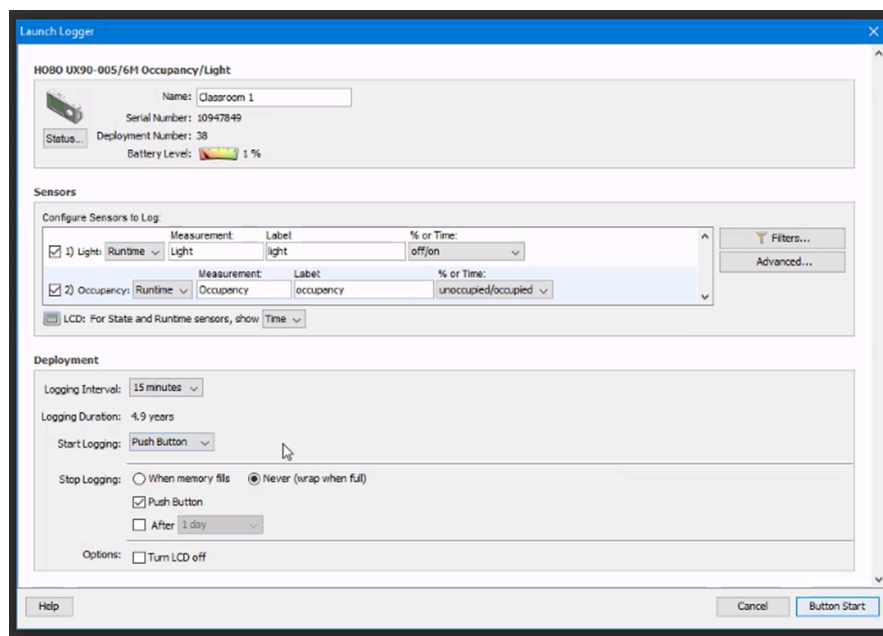 Launch Logger
HOBO UX90-005/6M Occupancy/Light
Name: Classroom 1
Serial Number: 10947849
Status... Deployment Number: 38
Battery Level: 1 %
Sensors
Configure Sensors to Log:
Measurement: Label: % or Time:
1) Light: Runtime Light light off/on
Filters...
Measurement: Label: % or Time:
Advanced...
2) Occupancy: Runtime Occupancy occupancy unoccupied/occupied
LCD: For State and Runtime sensors, show Time
Deployment
Logging Interval: 15 minutes
Logging Duration: 4.9 years
Start Logging: Push Button
Stop Logging: When memory fills Never (wrap when full)
Push Button
After 1 day
Options: Turn LCD off
Help Cancel Button Start